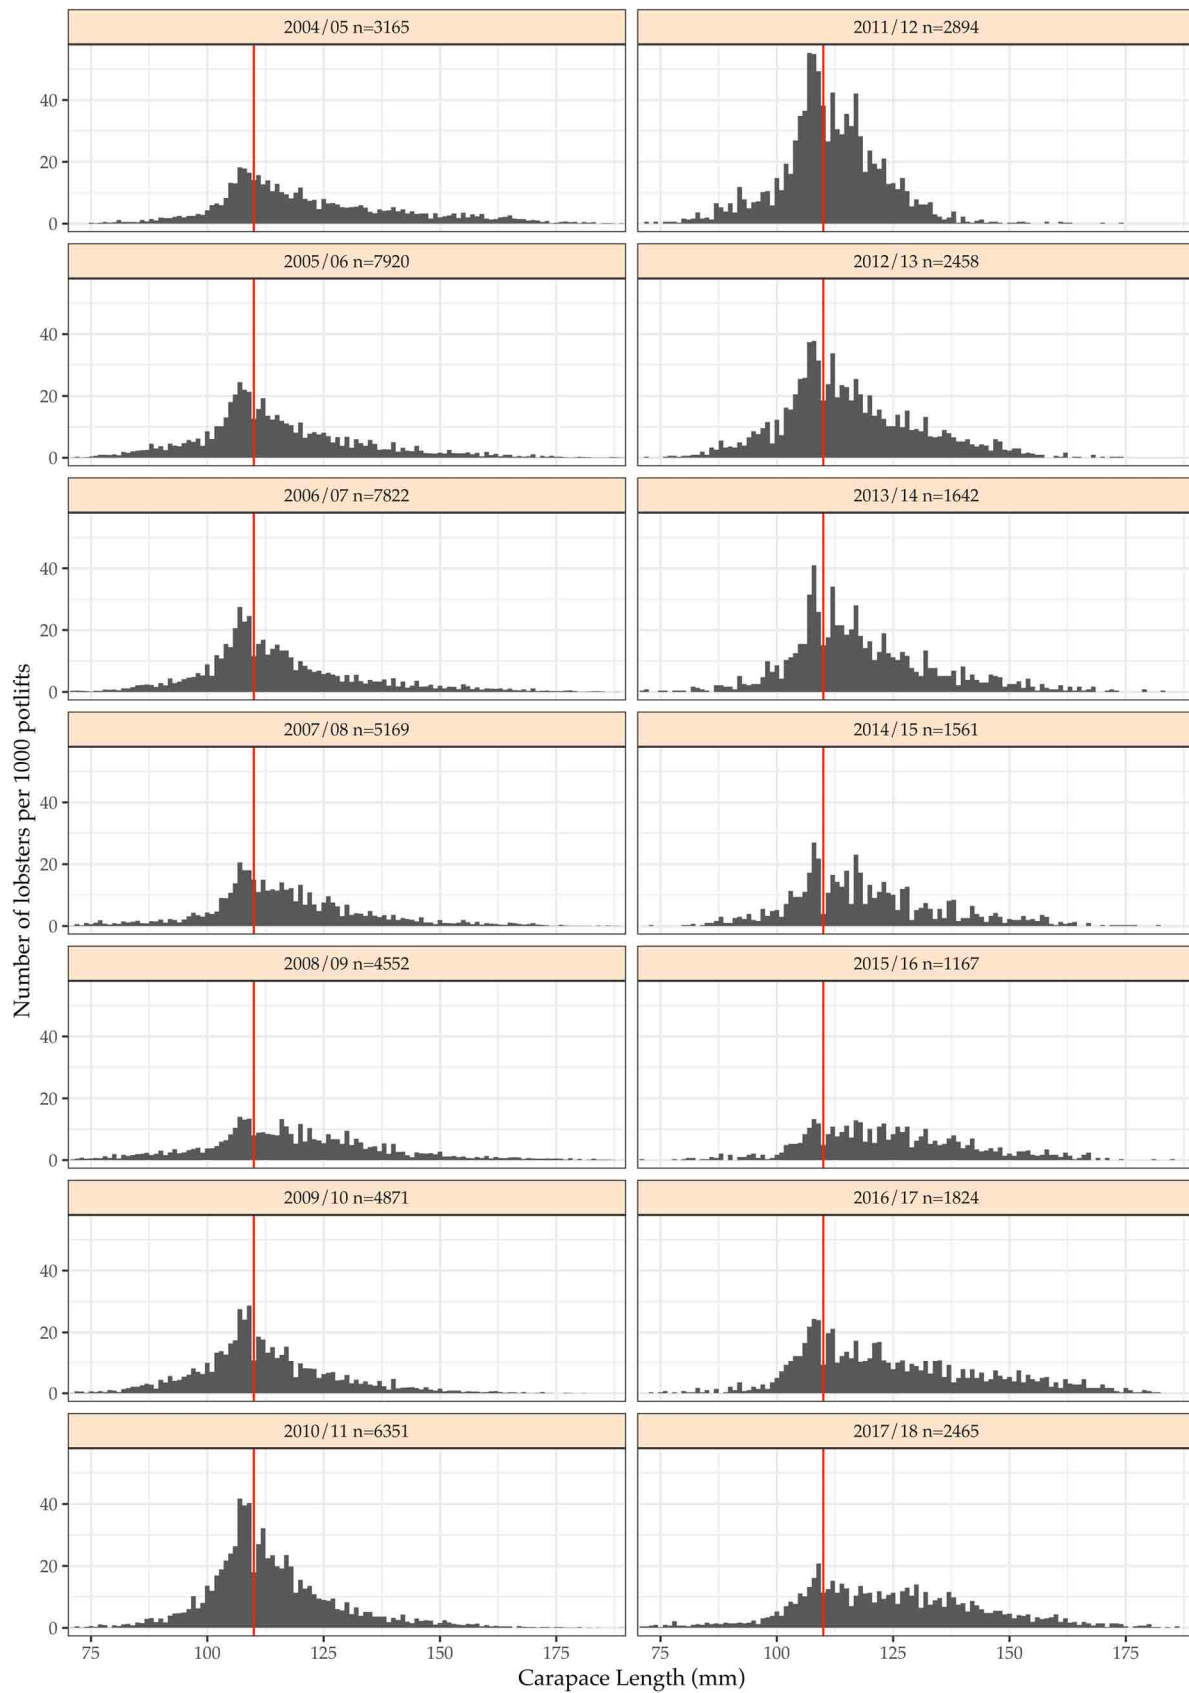 2004/05 n=3165
2011/12 n=2894
40
20
0
2005/06 n=7920
2012/13 n=2458
40
20
0
2006/07 n=7822
2013/14 n=1642
40
20
0
2007/08 n=5169
2014/15 n=1561
40
20
0
2008/09 n=4552
2015/16 n=1167
40
20
0
2009/10 n=4871
2016/17 n=1824
40
20
0
2010/11 n=6351
2017/18 n=2465
40
20
0
75 100 125 150 175 75 100 125 150 175
Carapace Length (mm)
Number of lobsters per 1000 potlifts